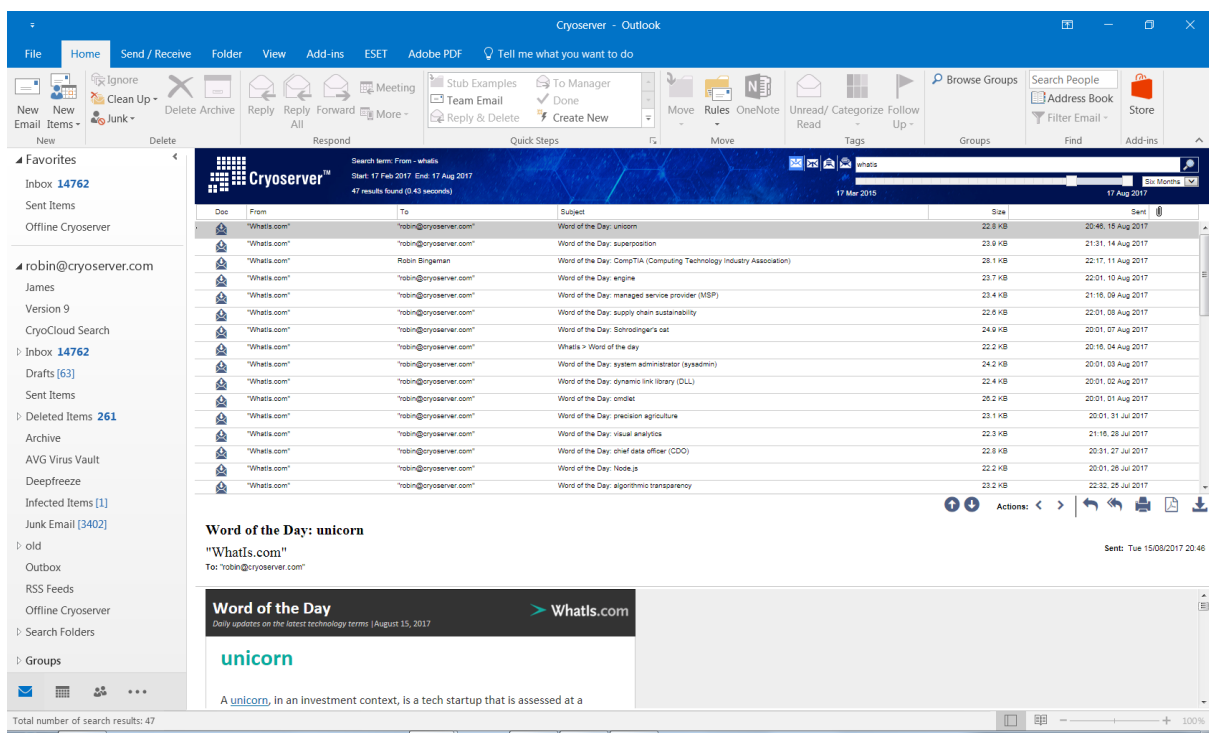 Cryoserver - Outlook
File Home Send / Receive Folder View Add-ins ESET Adobe PDF Tell me what you want to do
New Email
New Items
Ignore
Clean Up
Junk
Delete
Archive
Reply
Reply All
Forward
Meeting
More
Stub Examples
Team Email
Reply & Delete
To Manager
Done
Create New
Move
Rules
OneNote
Unread/ Read
Categorize
Follow Up
Browse Groups
Search People
Address Book
Filter Email
Store
New Delete Respond Quick Steps Move Tags Groups Find Add-ins
Favorites
Inbox 14762
Sent Items
Offline Cryoserver
robin@cryoserver.com
James
Version 9
CryoCloud Search
Inbox 14762
Drafts [63]
Sent Items
Deleted Items 261
Archive
AVG Virus Vault
Deepfreeze
Infected Items [1]
Junk Email [3402]
old
Outbox
RSS Feeds
Offline Cryoserver
Search Folders
Groups
Cryoserver™
Search term: From - whatis
Start: 17 Feb 2017 End: 17 Aug 2017
47 results found (0.43 seconds)
whatis
Six Months
17 Mar 2015 17 Aug 2017
Doc From To Subject Size Sent
"WhatIs.com" "robin@cryoserver.com" Word of the Day: unicorn 22.8 KB 20:46, 15 Aug 2017
"WhatIs.com" "robin@cryoserver.com" Word of the Day: superposition 23.9 KB 21:31, 14 Aug 2017
"WhatIs.com" Robin Bingeman Word of the Day: CompTIA (Computing Technology Industry Association) 28.1 KB 22:17, 11 Aug 2017
"WhatIs.com" "robin@cryoserver.com" Word of the Day: engine 23.7 KB 22:01, 10 Aug 2017
"WhatIs.com" "robin@cryoserver.com" Word of the Day: managed service provider (MSP) 23.4 KB 21:16, 09 Aug 2017
"WhatIs.com" "robin@cryoserver.com" Word of the Day: supply chain sustainability 22.6 KB 22:01, 08 Aug 2017
"WhatIs.com" "robin@cryoserver.com" Word of the Day: Schrodinger's cat 24.9 KB 20:01, 07 Aug 2017
"WhatIs.com" "robin@cryoserver.com" WhatIs > Word of the day 22.2 KB 20:16, 04 Aug 2017
"WhatIs.com" "robin@cryoserver.com" Word of the Day: system administrator (sysadmin) 24.2 KB 20:01, 03 Aug 2017
"WhatIs.com" "robin@cryoserver.com" Word of the Day: dynamic link library (DLL) 22.4 KB 20:01, 02 Aug 2017
"WhatIs.com" "robin@cryoserver.com" Word of the Day: cmdlet 26.2 KB 20:01, 01 Aug 2017
"WhatIs.com" "robin@cryoserver.com" Word of the Day: precision agriculture 23.1 KB 20:01, 31 Jul 2017
"WhatIs.com" "robin@cryoserver.com" Word of the Day: visual analytics 22.3 KB 21:16, 28 Jul 2017
"WhatIs.com" "robin@cryoserver.com" Word of the Day: chief data officer (CDO) 22.8 KB 20:31, 27 Jul 2017
"WhatIs.com" "robin@cryoserver.com" Word of the Day: Node.js 22.2 KB 20:01, 26 Jul 2017
"WhatIs.com" "robin@cryoserver.com" Word of the Day: algorithmic transparency 23.2 KB 22:32, 25 Jul 2017
Actions:
Word of the Day: unicorn
"WhatIs.com"
Sent: Tue 15/08/2017 20:46
To: "robin@cryoserver.com"
Word of the Day
WhatIs.com
Daily updates on the latest technology terms |August 15, 2017
unicorn
A unicorn, in an investment context, is a tech startup that is assessed at a
Total number of search results: 47
100%